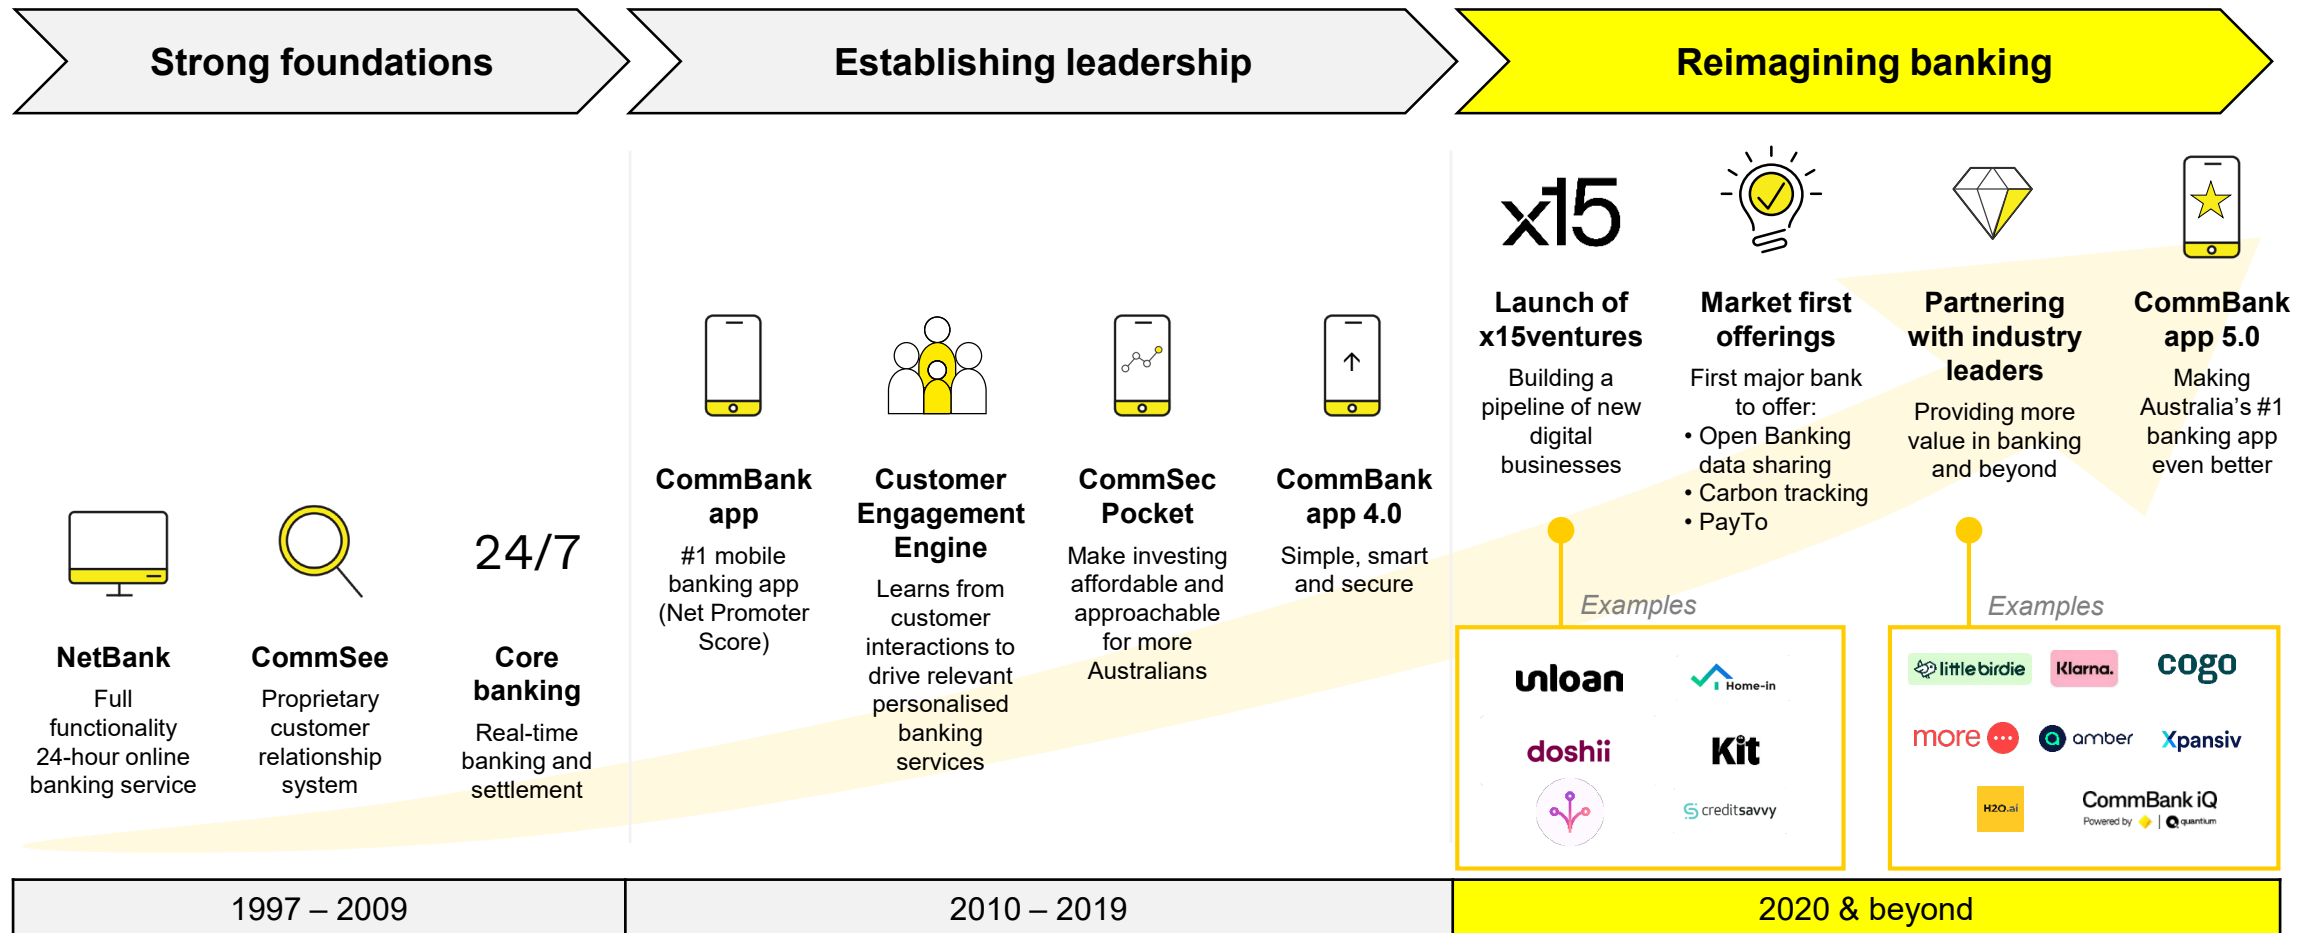 Strong foundations
Establishing leadership
Reimagining banking
NetBank
Full
functionality
24-hour online
banking service
CommSee
Proprietary
customer
relationship
system
24/7
Core
banking
Real-time
banking and
settlement
CommBank
app
#1 mobile
banking app
(Net Promoter
Score)
Customer
Engagement
Engine
Learns from
customer
interactions to
drive relevant
personalised
banking
services
CommSec
Pocket
Make investing
affordable and
approachable
for more
Australians
CommBank
app 4.0
Simple, smart
and secure
x15
Launch of
x15ventures
Building a
pipeline of new
digital
businesses
Examples
unloan
Home-in
doshii
Kit
creditsavvy
Market first
offerings
First major bank
to offer:
• Open Banking
data sharing
• Carbon tracking
• PayTo
Partnering
with industry
leaders
Providing more
value in banking
and beyond
Examples
littlebirdie
Klarna.
cogo
more
amber
Xpansiv
H2O.ai
CommBank iQ
Powered by | quantium
CommBank
app 5.0
Making
Australia’s #1
banking app
even better
1997 – 2009
2010 – 2019
2020 & beyond